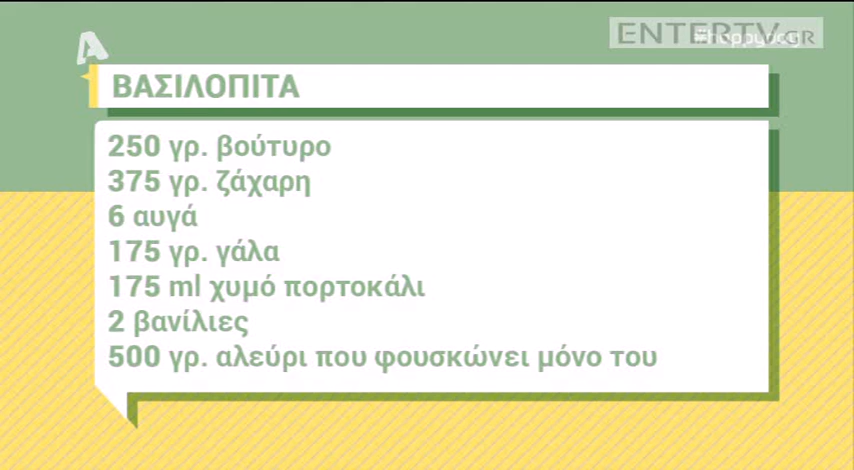 A
ENTERTV.GR
ΒΑΣΙΛΟΠΙΤΑ
250 γρ. βούτυρο
375 γρ. ζάχαρη
6 αυγά
175 γρ. γάλα
175 ml χυμό πορτοκάλι
2 βανίλιες
500 γρ. αλεύρι που φουσκώνει μόνο του